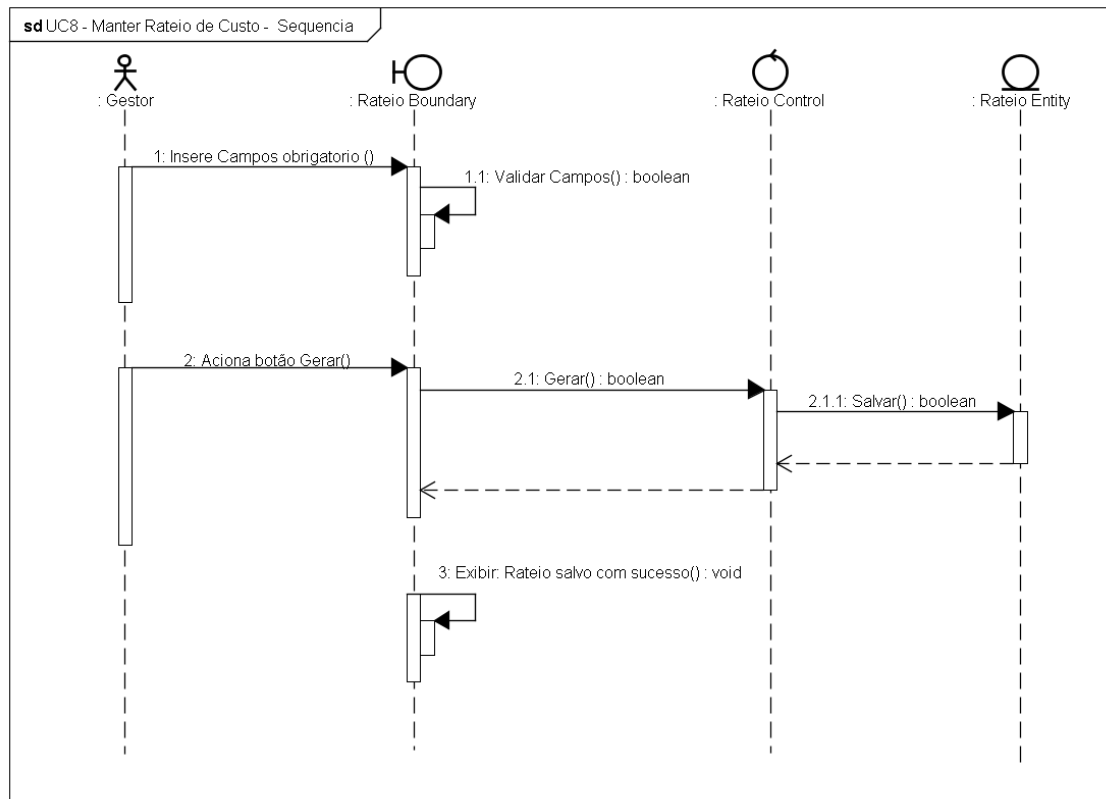 sd UC8 - Manter Rateio de Custo - Sequencia
: Gestor
: Rateio Boundary
: Rateio Control
: Rateio Entity
1: Insere Campos obrigatorio ()
1.1: Validar Campos() : boolean
2: Aciona botão Gerar()
2.1: Gerar() : boolean
2.1.1: Salvar() : boolean
3: Exibir: Rateio salvo com sucesso() : void